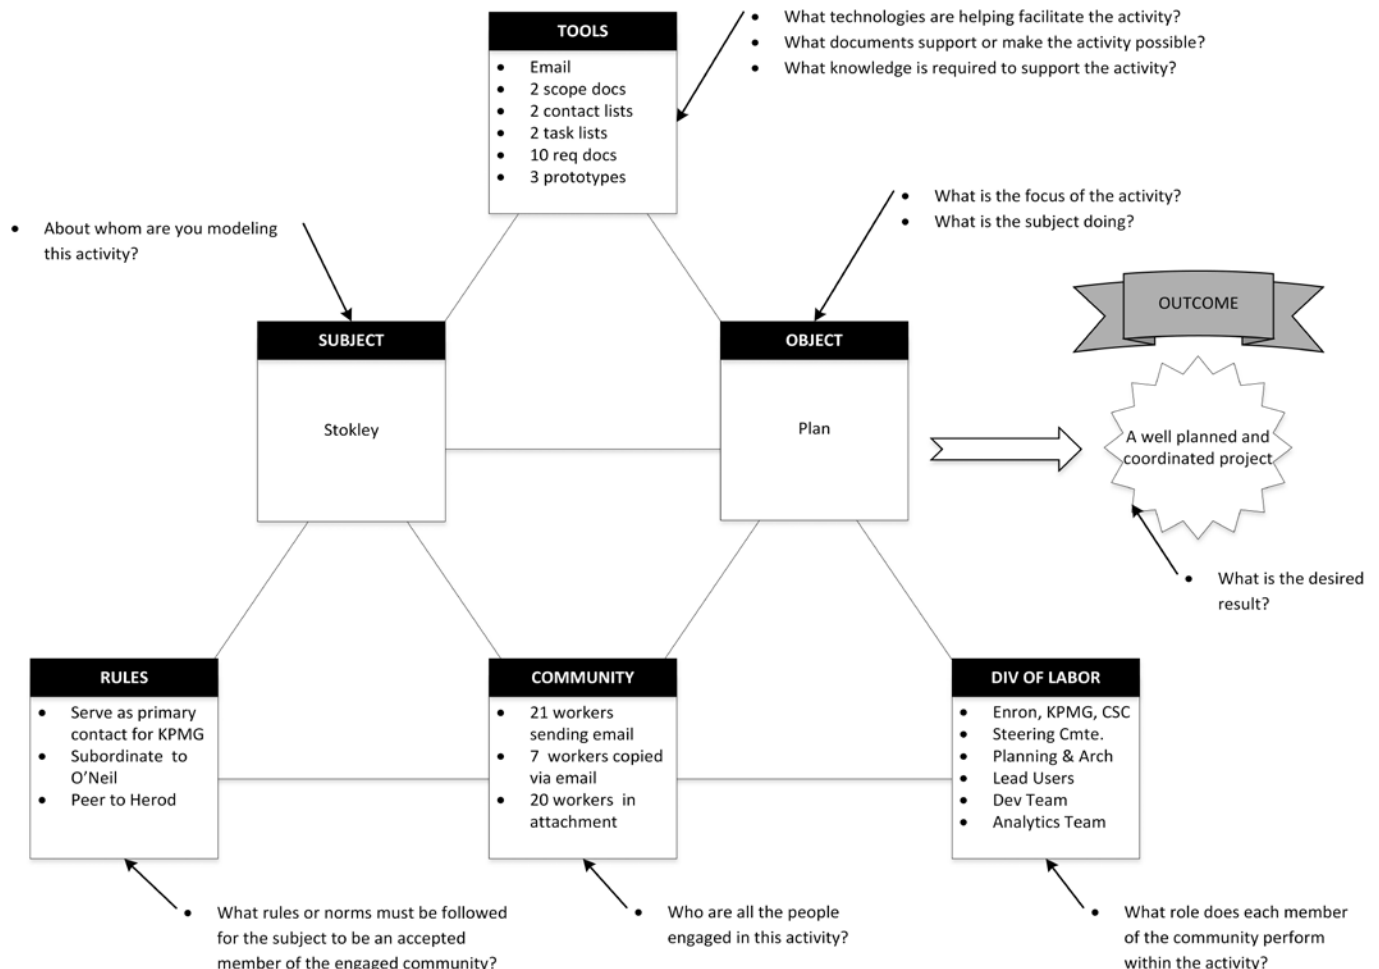 TOOLS
• Email
• 2 scope docs
• 2 contact lists
• 2 task lists
• 10 req docs
• 3 prototypes
• What technologies are helping facilitate the activity?
• What documents support or make the activity possible?
• What knowledge is required to support the activity?
• About whom are you modeling
this activity?
• What is the focus of the activity?
• What is the subject doing?
SUBJECT
Stokley
OBJECT
Plan
OUTCOME
A well planned and
coordinated project
• What is the desired
result?
RULES
• Serve as primary
contact for KPMG
• Subordinate to
O'Neil
• Peer to Herod
COMMUNITY
• 21 workers
sending email
• 7 workers copied
via email
• 20 workers in
attachment
DIV OF LABOR
• Enron, KPMG, CSC
• Steering Cmte.
• Planning & Arch
• Lead Users
• Dev Team
• Analytics Team
• What rules or norms must be followed
for the subject to be an accepted
member of the engaged community?
• Who are all the people
engaged in this activity?
• What role does each member
of the community perform
within the activity?